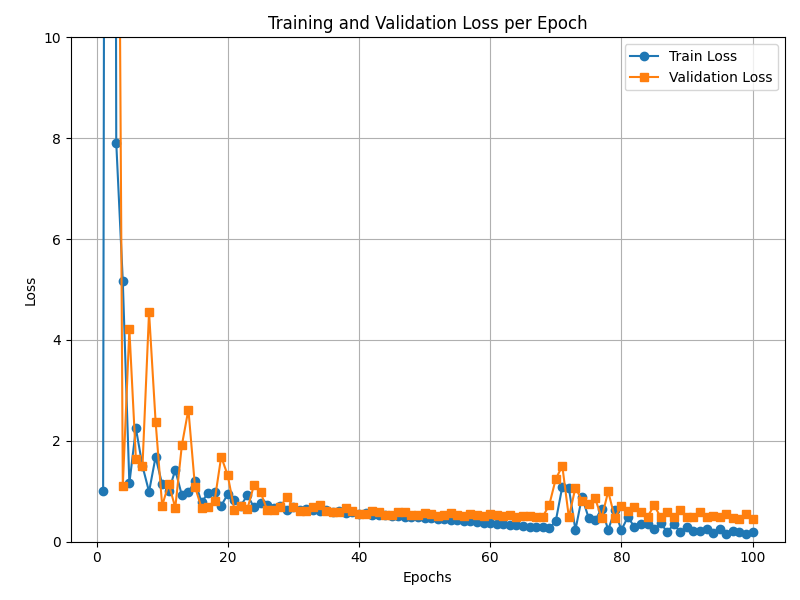 Training and Validation Loss per Epoch
Train Loss
Validation Loss
10
8
6
4
2
0
Loss
0 20 40 60 80 100
Epochs